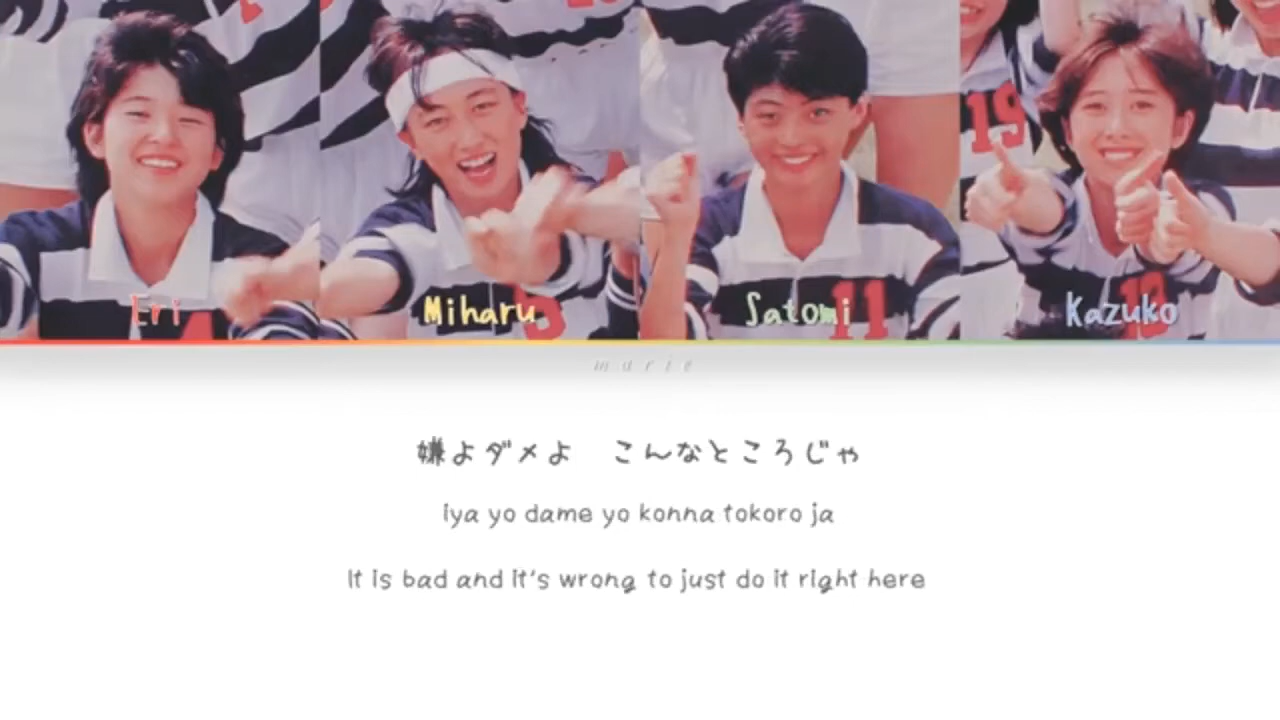 19
Eri
Miharu
Satomi
11
Kazuko
marie
嫌よダメよ　こんなところじゃ
iya yo dame yo konna tokoro ja
It is bad and it's wrong to just do it right here